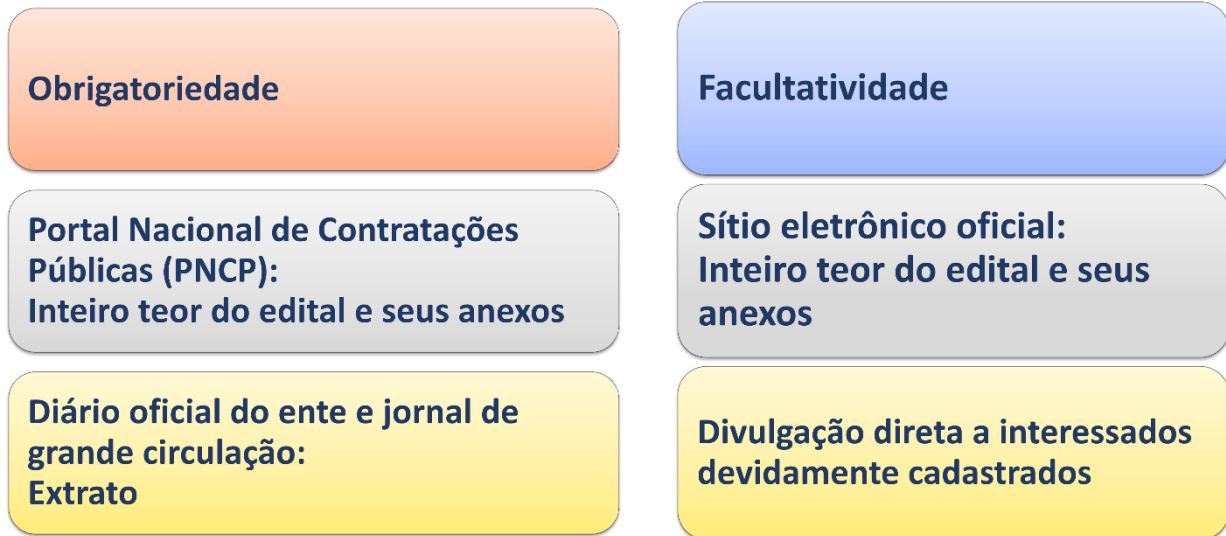 Obrigatoriedade
Portal Nacional de Contratações
Públicas (PNCP):
Inteiro teor do edital e seus anexos
Diário oficial do ente e jornal de
grande circulação:
Extrato
Facultatividade
Sítio eletrônico oficial:
Inteiro teor do edital e seus
anexos
Divulgação direta a interessados
devidamente cadastrados